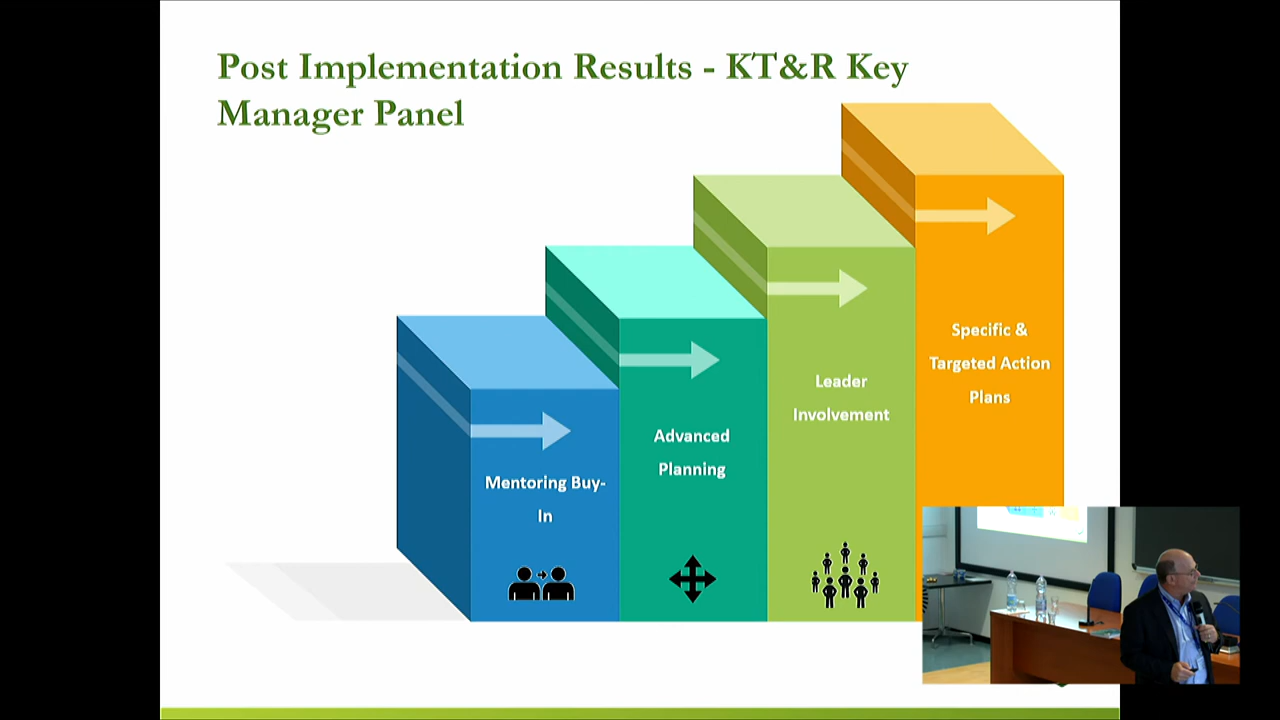 Post Implementation Results - KT&R Key
Manager Panel
Mentoring Buy-
In
Advanced
Planning
Leader
Involvement
Specific &
Targeted Action
Plans